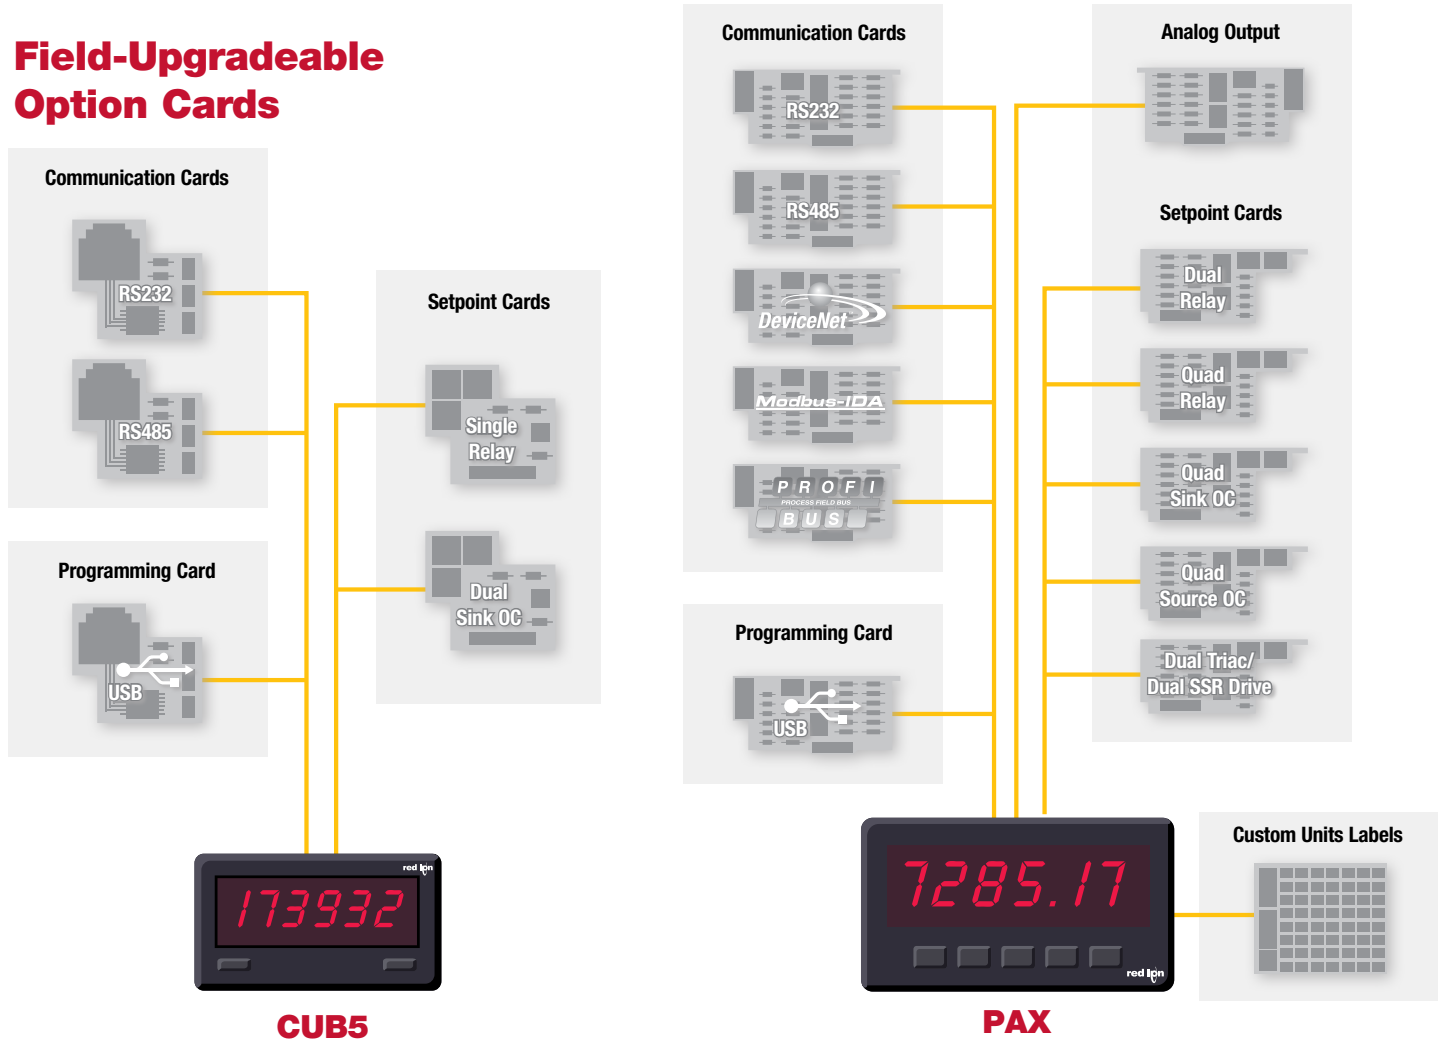 Field-Upgradeable
Option Cards
Communication Cards
RS232
RS485
Programming Card
USB
Setpoint Cards
Single
Relay
Dual
Sink OC
173932
red lion
CUB5
Communication Cards
RS232
RS485
DeviceNet
Modbus-IDA
PROFI
PROCESS FIELD BUS
BUS
Programming Card
USB
Analog Output
Setpoint Cards
Dual
Relay
Quad
Relay
Quad
Sink OC
Quad
Source OC
Dual Triac/
Dual SSR Drive
7285.17
red lion
PAX
Custom Units Labels